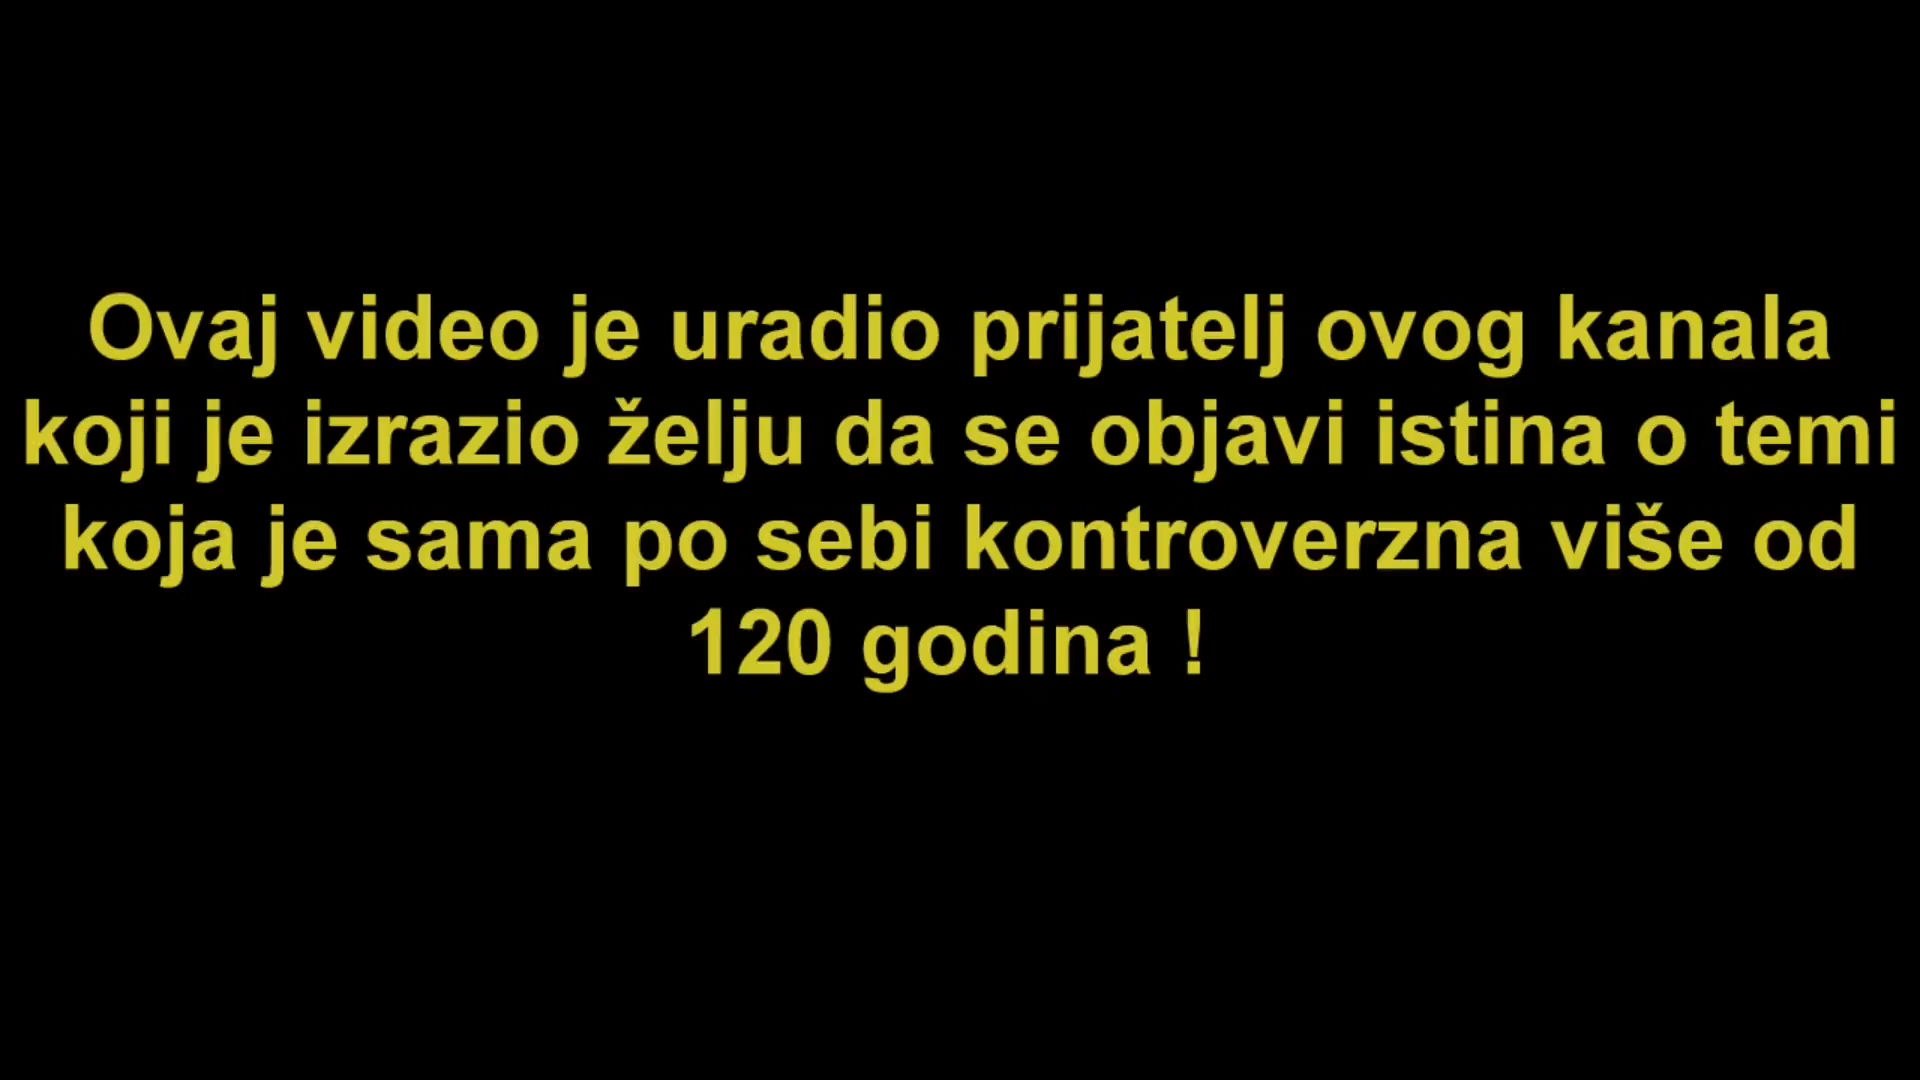 Ovaj video je uradio prijatelj ovog kanala
koji je izrazio želju da se objavi istina o temi
koja je sama po sebi kontroverzna više od
120 godina !